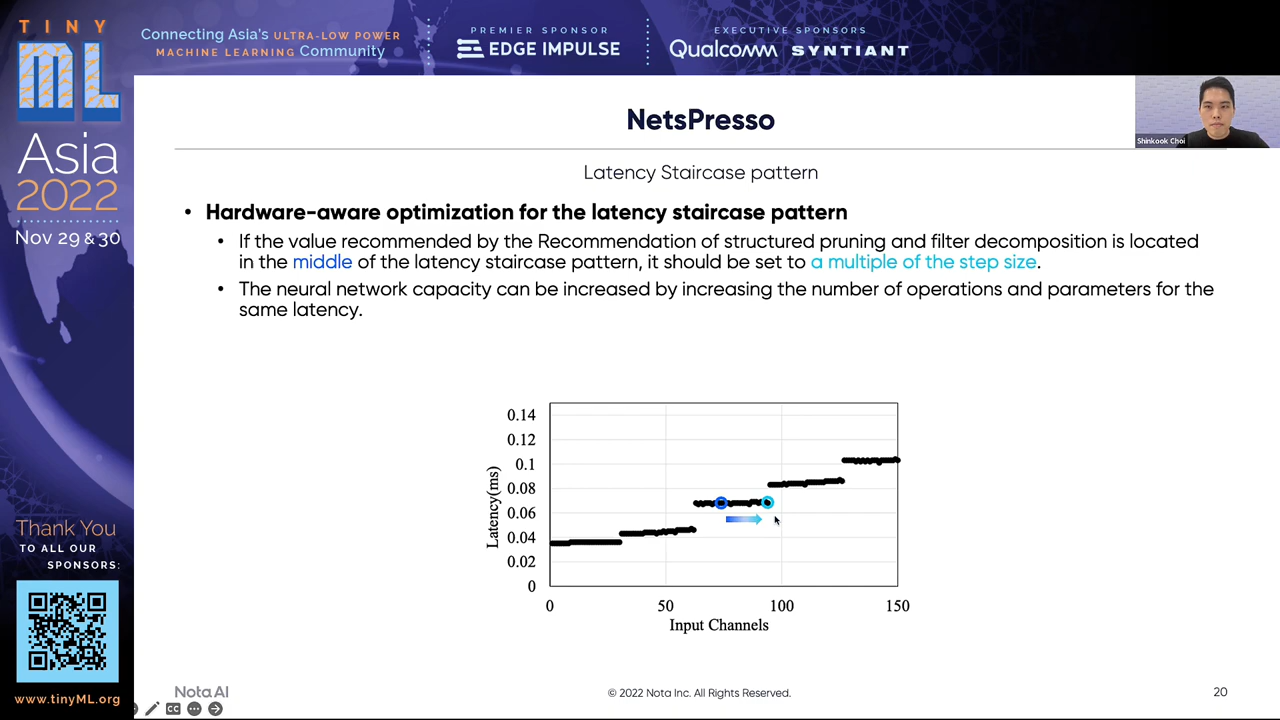 TINY
ML
Asia
2022
Nov 29 & 30
Connecting Asia's ULTRA-LOW POWER
MACHINE LEARNING Community
PREMIER SPONSOR
EDGE IMPULSE
EXECUTIVE SPONSORS
Qualcomm SYNTIANT
NetsPresso
Shinkook Choi
Latency Staircase pattern
• Hardware-aware optimization for the latency staircase pattern
• If the value recommended by the Recommendation of structured pruning and filter decomposition is located
in the middle of the latency staircase pattern, it should be set to a multiple of the step size.
• The neural network capacity can be increased by increasing the number of operations and parameters for the
same latency.
Latency(ms)
0.14
0.12
0.1
0.08
0.06
0.04
0.02
0
0 50 100 150
Input Channels
Thank You
TO ALL OUR
SPONSORS:
www.tinyML.org
Nota AI
© 2022 Nota Inc. All Rights Reserved.
20
CC